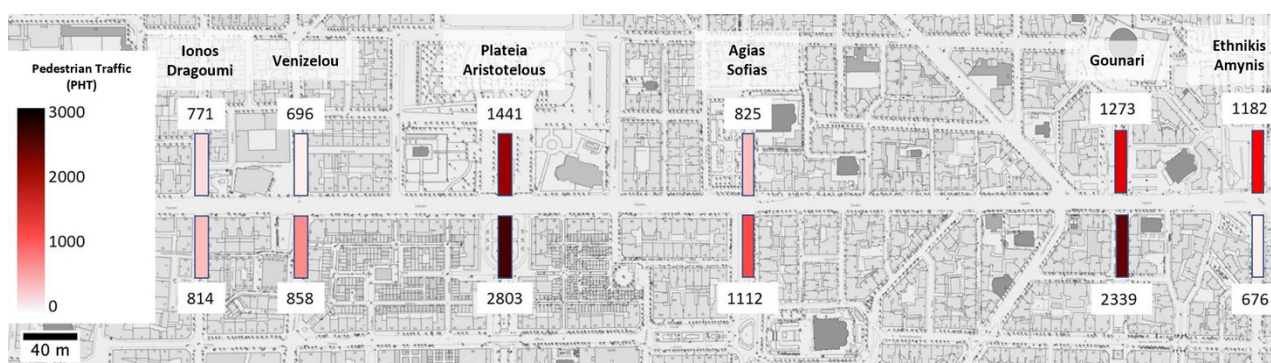 Ionos
Dragoumi
Venizelou
Plateia
Aristotelous
Agias
Sofias
Gounari
Ethnikis
Amynis
Pedestrian Traffic
(PHT)
3000
2000
1000
0
771
696
1441
825
1273
1182
814
858
2803
1112
2339
676
40 m